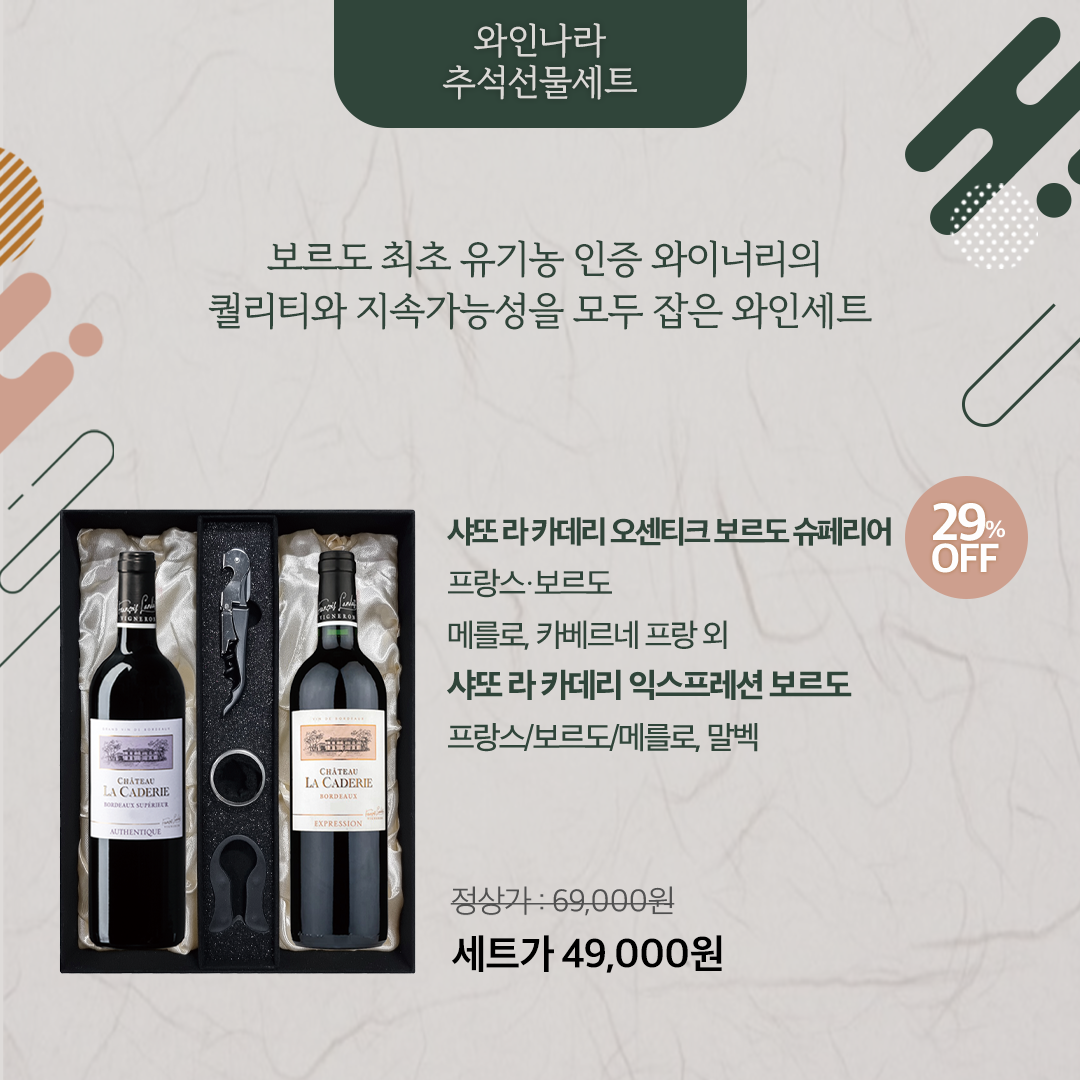 와인나라
추석선물세트
보르도 최초 유기농 인증 와이너리의
퀄리티와 지속가능성을 모두 잡은 와인세트
샤또 라 카데리 오센티크 보르도 슈페리어
29%
OFF
프랑스·보르도
메를로, 카베르네 프랑 외
샤또 라 카데리 익스프레션 보르도
프랑스/보르도/메를로, 말벡
VIGNERON
CHÂTEAU
LA CADERIE
BORDEAUX SUPÉRIEUR
AUTHENTIQUE
VIGNERON
CHÂTEAU
LA CADERIE
BORDEAUX
EXPRESSION
정상가 : 69,000원
세트가 49,000원